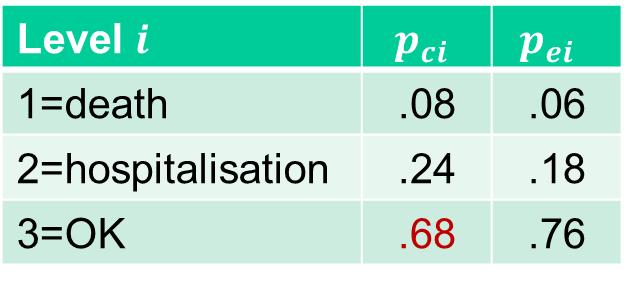 Level i p_ci p_ei
1=death .08 .06
2=hospitalisation .24 .18
3=OK .68 .76